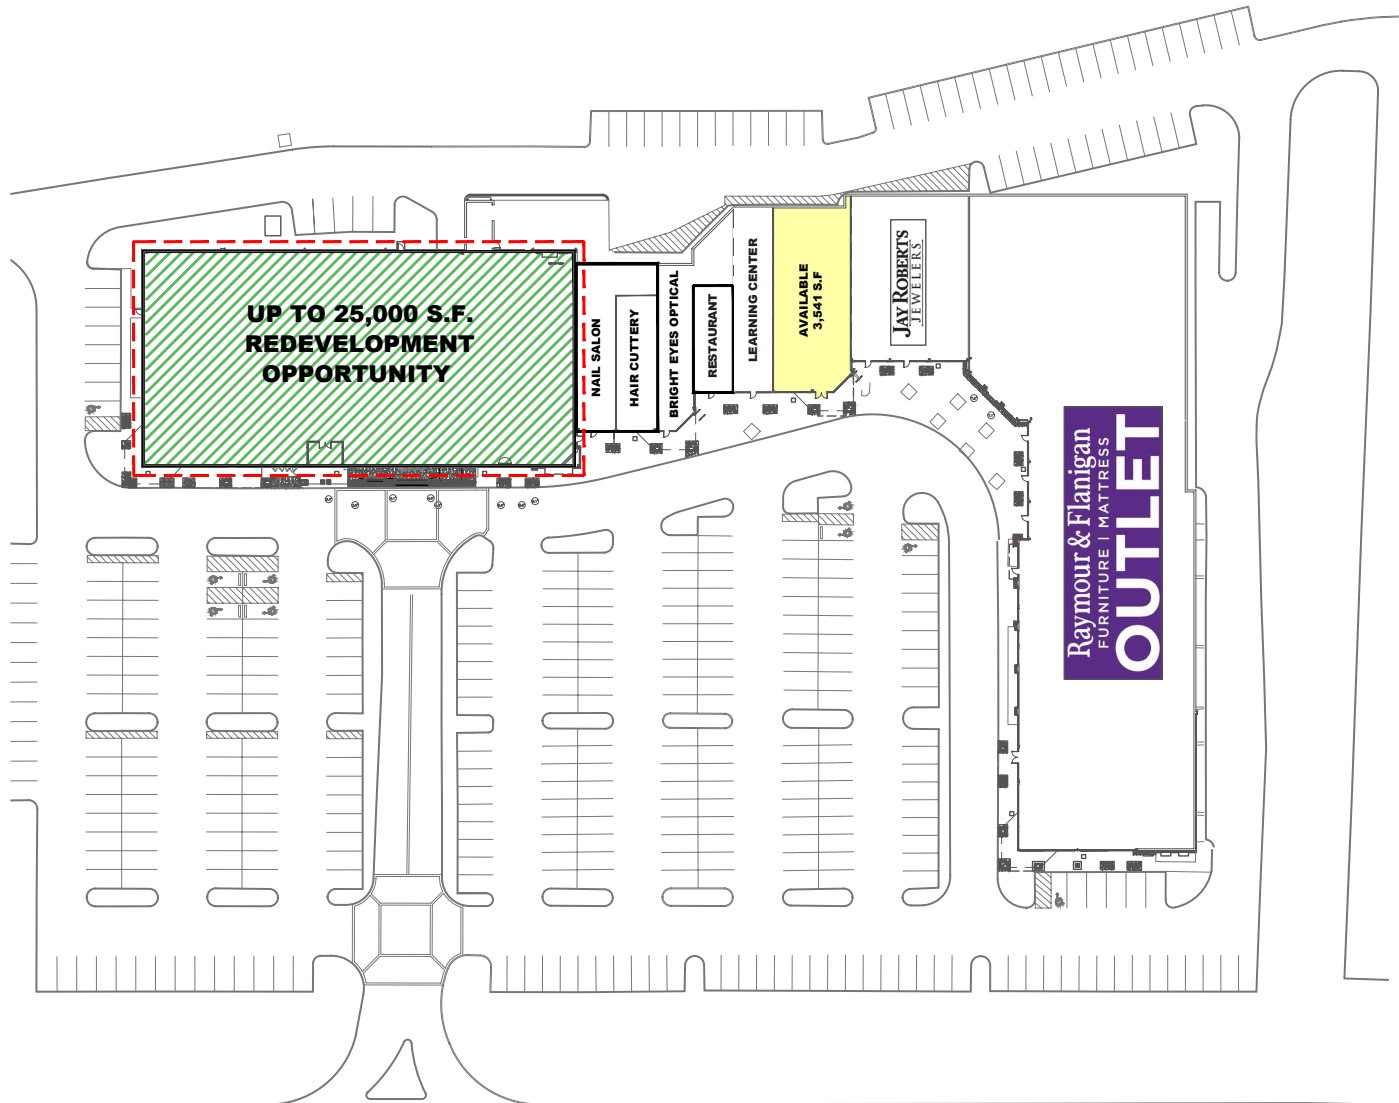 UP TO 25,000 S.F.
REDEVELOPMENT
OPPORTUNITY
NAIL SALON
HAIR CUTTERY
BRIGHT EYES OPTICAL
RESTAURANT
LEARNING CENTER
AVAILABLE
3,541 S.F
JAY ROBERTS
JEWELERS
Raymour & Flanigan
FURNITURE | MATTRESS
OUTLET